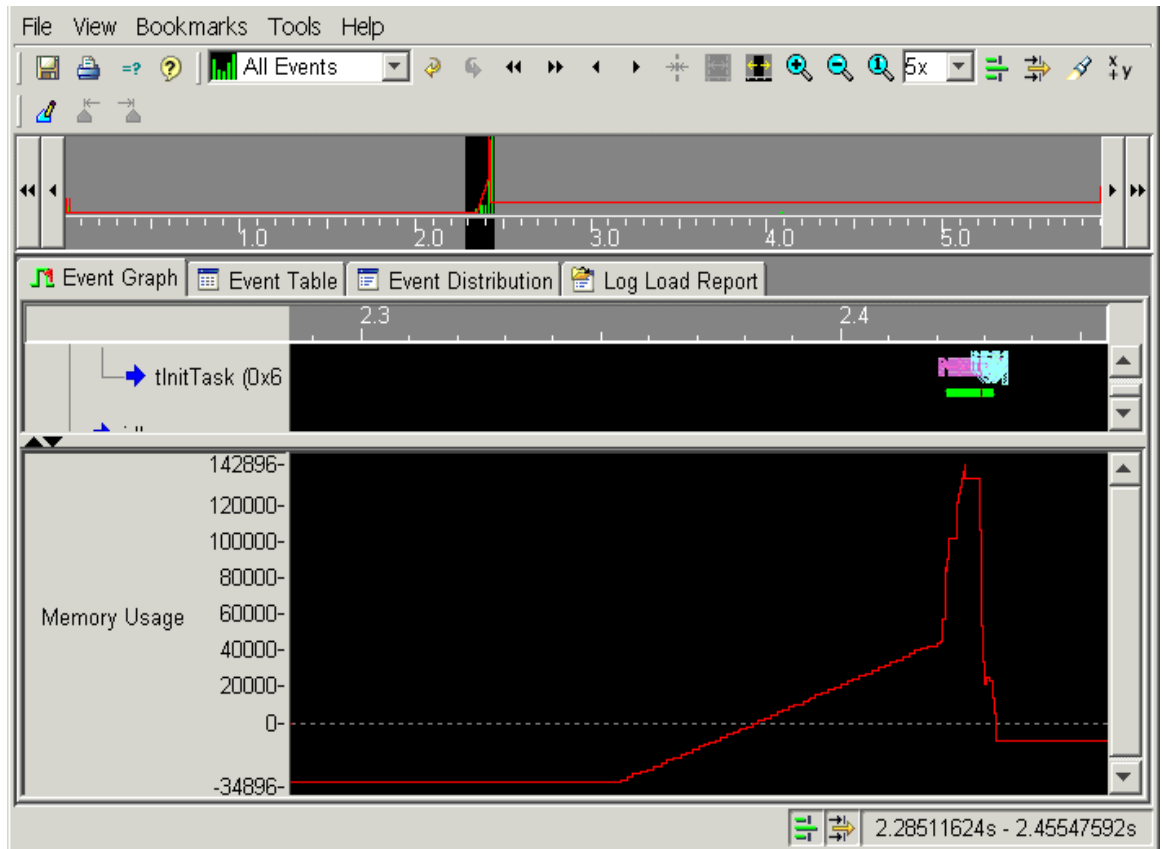 File View Bookmarks Tools Help
=? ? All Events 1 5x x y
1.0 2.0 3.0 4.0 5.0
Event Graph Event Table Event Distribution Log Load Report
2.3 2.4
tInitTask (0x6
142896-
120000-
100000-
80000-
Memory Usage 60000-
40000-
20000-
0-
-34896-
2.28511624s - 2.45547592s